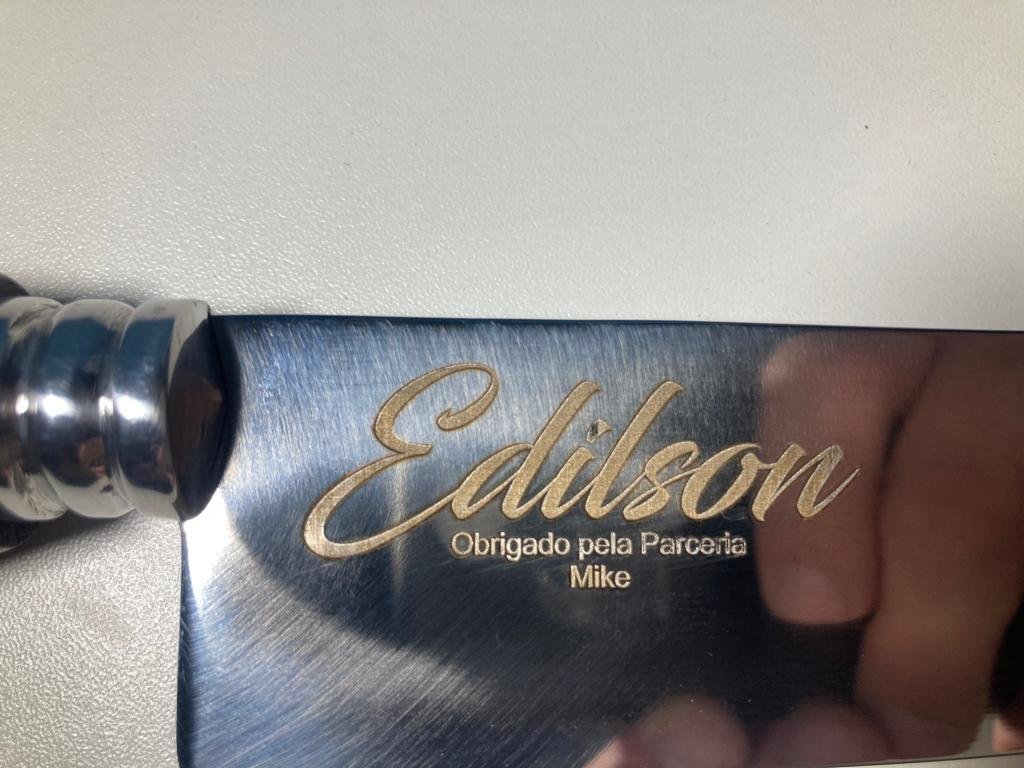 Edilson
Obrigado pela Parceria
Mike